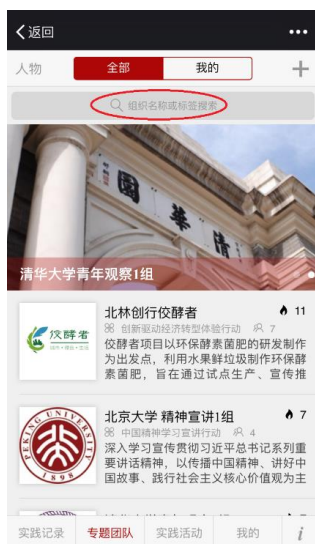 返回
人物 全部 我的
组织名称或标签搜索
清华园
清华大学青年观察1组
北林创行佼酵者 11
创新驱动经济转型体验行动 7
佼酵者项目以环保酵素菌肥的研发制作
为出发点，利用水果鲜垃圾制作环保酵
素菌肥，旨在通过试点生产、宣传推
佼酵者
北京大学 精神宣讲1组 7
中国精神学习宣讲行动 4
深入学习宣传贯彻习近平总书记系列重
要讲话精神，以传播中国精神、讲好中
国故事、践行社会主义核心价值观为主
PEKING UNIVERSITY
1898
实践记录 专题团队 实践活动 我的 i